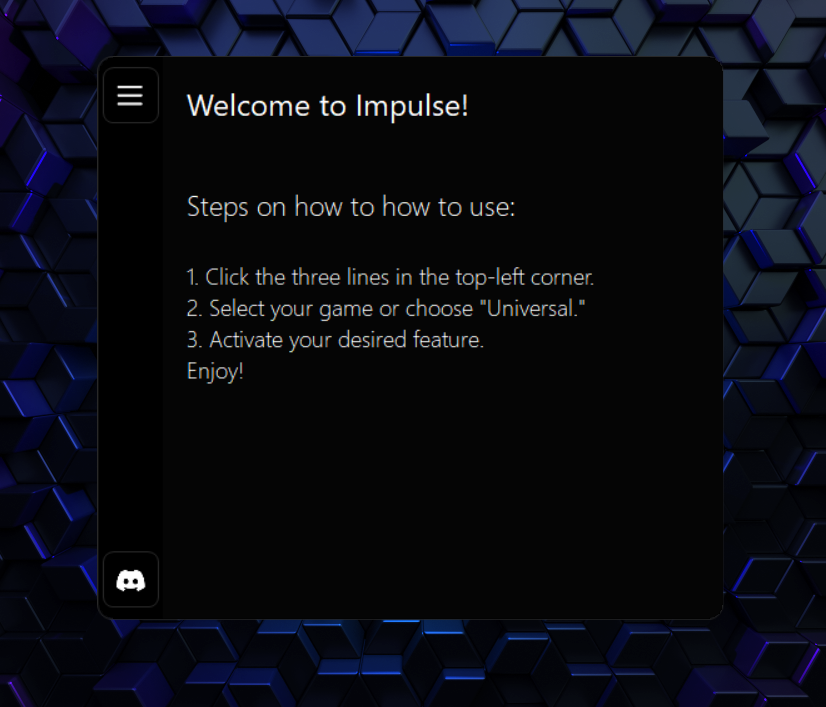 Welcome to Impulse!
Steps on how to how to use:
1. Click the three lines in the top-left corner.
2. Select your game or choose "Universal."
3. Activate your desired feature.
Enjoy!